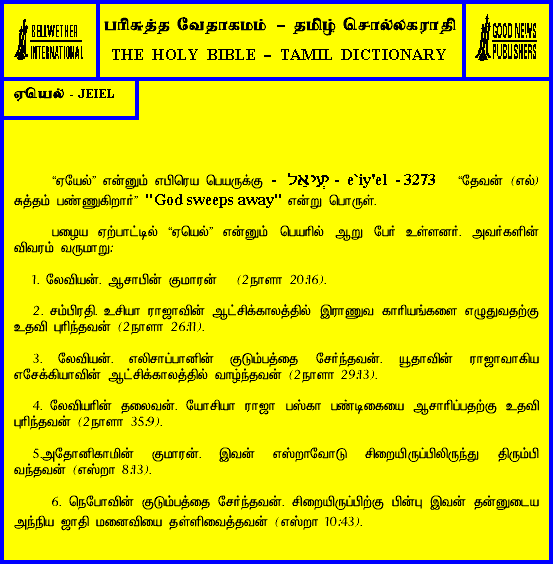 BELLWETHER
INTERNATIONAL
பரிசுத்த வேதாகமம் – தமிழ் சொல்லகராதி
THE HOLY BIBLE – TAMIL DICTIONARY
GOOD NEWS
PUBLISHERS
ஏயெல் - JEIEL
“ஏயேல்” என்னும் எபிரெய பெயருக்கு - יְעִיאֵל - e`iy'el - 3273 “தேவன் (எல்)
சுத்தம் பண்ணுகிறார்” "God sweeps away" என்று பொருள்.
பழைய ஏற்பாட்டில் “ஏயெல்” என்னும் பெயரில் ஆறு பேர் உள்ளனர். அவர்களின்
விவரம் வருமாறு:
1. லேவியன். ஆசாபின் குமாரன் (2நாளா 20:16).
2. சம்பிரதி. உசியா ராஜாவின் ஆட்சிக்காலத்தில் இராணுவ காரியங்களை எழுதுவதற்கு
உதவி புரிந்தவன் (2நாளா 26:11).
3. லேவியன். எலிசாப்பானின் குடும்பத்தை சேர்ந்தவன். யூதாவின் ராஜாவாகிய
எசேக்கியாவின் ஆட்சிக்காலத்தில் வாழ்ந்தவன் (2நாளா 29:13).
4. லேவியரின் தலைவன். யோசியா ராஜா பஸ்கா பண்டிகையை ஆசாரிப்பதற்கு உதவி
புரிந்தவன் (2நாளா 35:9).
5.அதோனிகாமின் குமாரன். இவன் எஸ்றாவோடு சிறையிருப்பிலிருந்து திரும்பி
வந்தவன் (எஸ்றா 8:13).
6. நெபோவின் குடும்பத்தை சேர்ந்தவன். சிறையிருப்பிற்கு பின்பு இவன் தன்னுடைய
அந்நிய ஜாதி மனைவியை தள்ளிவைத்தவன் (எஸ்றா 10:43).